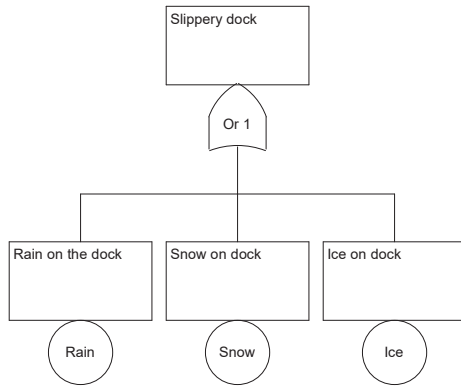 Slippery dock
Or 1
Rain on the dock
Snow on dock
Ice on dock
Rain
Snow
Ice